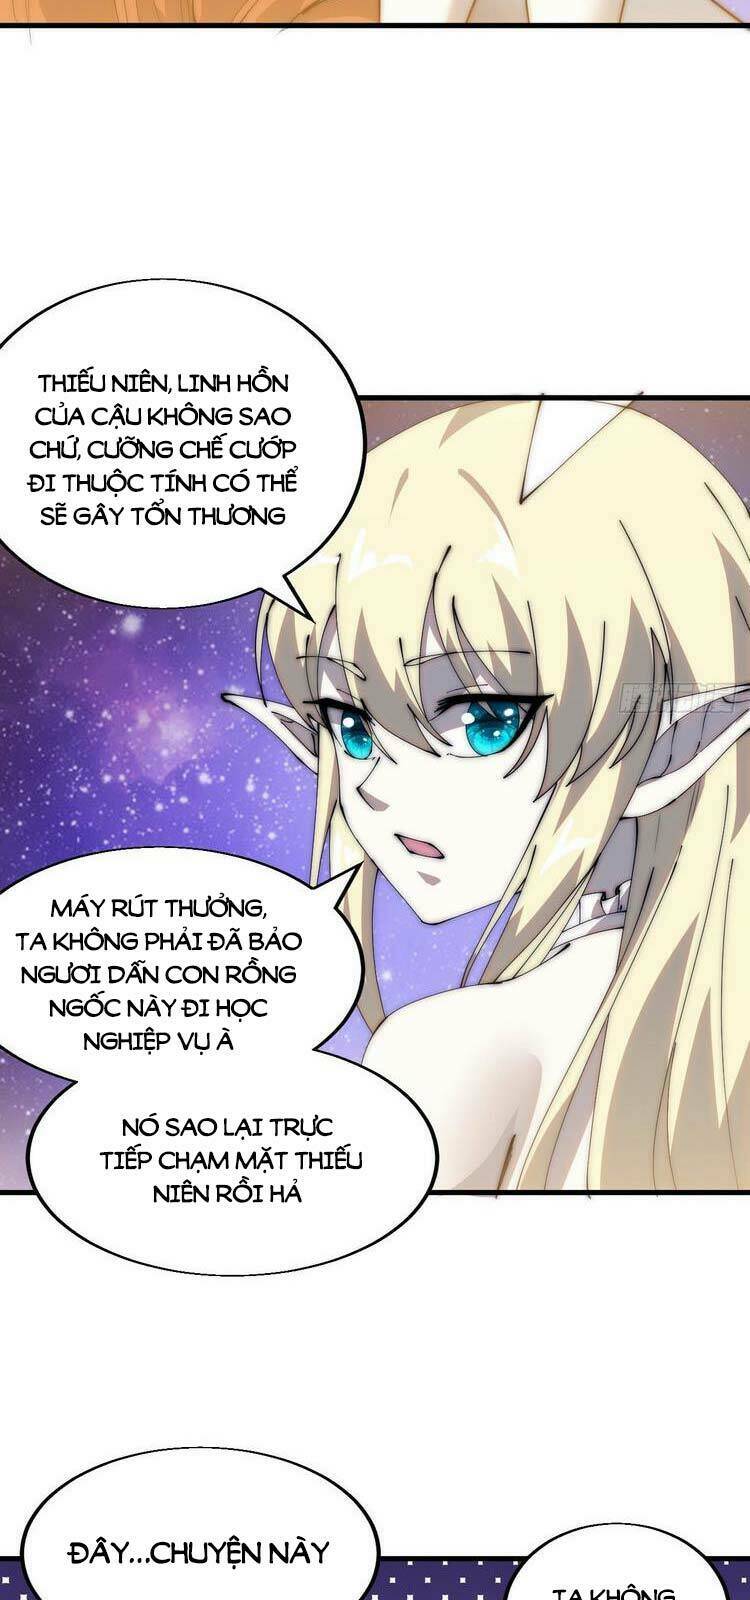 THIẾU NIÊN, LINH HỒN
CỦA CẬU KHÔNG SAO
CHỨ, CƯỠNG CHẾ CƯỚP
ĐI THUỘC TÍNH CÓ THỂ
SẼ GÂY TỔN THƯƠNG
MÁY RÚT THƯỞNG,
TA KHÔNG PHẢI ĐÃ BẢO
NGƯƠI DẪN CON RỒNG
NGỐC NÀY ĐI HỌC
NGHIỆP VỤ À
NÓ SAO LẠI TRỰC
TIẾP CHẠM MẶT THIẾU
NIÊN RỒI HẢ
ĐÂY...CHUYỆN NÀY
TA KHÔNG